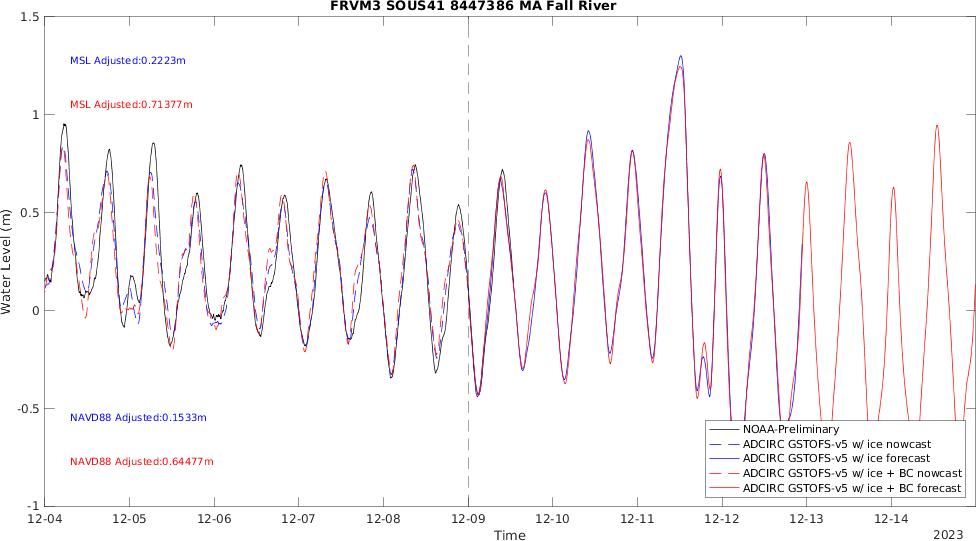 FRVM3 SOUS41 8447386 MA Fall River
1.5
1
0.5
0
-0.5
-1
Water Level (m)
MSL Adjusted:0.2223m
MSL Adjusted:0.71377m
NAVD88 Adjusted:0.1533m
NAVD88 Adjusted:0.64477m
NOAA-Preliminary
ADCIRC GSTOFS-v5 w/ ice nowcast
ADCIRC GSTOFS-v5 w/ ice forecast
ADCIRC GSTOFS-v5 w/ ice + BC nowcast
ADCIRC GSTOFS-v5 w/ ice + BC forecast
12-04 12-05 12-06 12-07 12-08 12-09 12-10 12-11 12-12 12-13 12-14
Time
2023